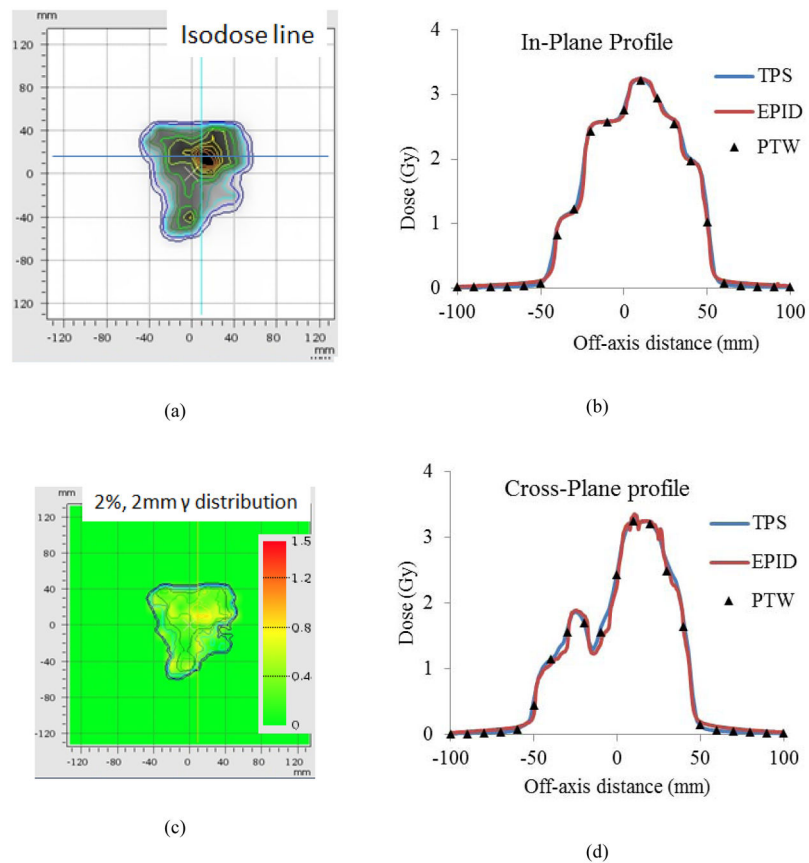 mm
Isodose line
120
80
40
0
-40
-80
120
-120 -80 -40 0 40 80 120
mm
(a)
In-Plane Profile
TPS
EPID
PTW
Dose (Gy)
4
3
2
1
0
-100 -50 0 50 100
Off-axis distance (mm)
(b)
mm
2%, 2mm γ distribution
120
80
40
0
-40
-80
-120
-120 -80 -40 0 40 80 120
mm
1.5
1.2
0.8
0.4
0
(c)
Cross-Plane profile
TPS
EPID
PTW
Dose (Gy)
4
3
2
1
0
-100 -50 0 50 100
Off-axis distance (mm)
(d)